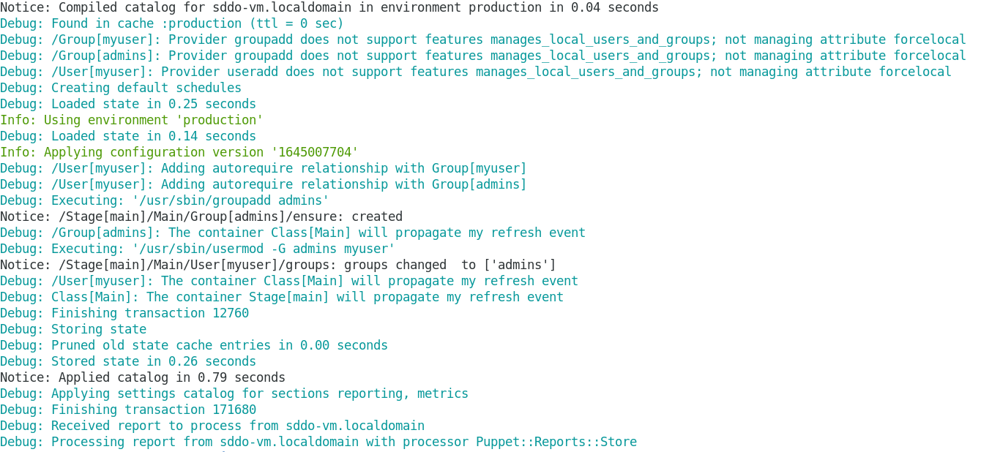 Notice: Compiled catalog for sddo-vm.localdomain in environment production in 0.04 seconds
Debug: Found in cache :production (ttl = 0 sec)
Debug: /Group[myuser]: Provider groupadd does not support features manages_local_users_and_groups; not managing attribute forcelocal
Debug: /Group[admins]: Provider groupadd does not support features manages_local_users_and_groups; not managing attribute forcelocal
Debug: /User[myuser]: Provider useradd does not support features manages_local_users_and_groups; not managing attribute forcelocal
Debug: Creating default schedules
Debug: Loaded state in 0.25 seconds
Info: Using environment 'production'
Debug: Loaded state in 0.14 seconds
Info: Applying configuration version '1645007704'
Debug: /User[myuser]: Adding autorequire relationship with Group[myuser]
Debug: /User[myuser]: Adding autorequire relationship with Group[admins]
Debug: Executing: '/usr/sbin/groupadd admins'
Notice: /Stage[main]/Main/Group[admins]/ensure: created
Debug: /Group[admins]: The container Class[Main] will propagate my refresh event
Debug: Executing: '/usr/sbin/usermod -G admins myuser'
Notice: /Stage[main]/Main/User[myuser]/groups: groups changed  to ['admins']
Debug: /User[myuser]: The container Class[Main] will propagate my refresh event
Debug: Class[Main]: The container Stage[main] will propagate my refresh event
Debug: Finishing transaction 12760
Debug: Storing state
Debug: Pruned old state cache entries in 0.00 seconds
Debug: Stored state in 0.26 seconds
Notice: Applied catalog in 0.79 seconds
Debug: Applying settings catalog for sections reporting, metrics
Debug: Finishing transaction 171680
Debug: Received report to process from sddo-vm.localdomain
Debug: Processing report from sddo-vm.localdomain with processor Puppet::Reports::Store